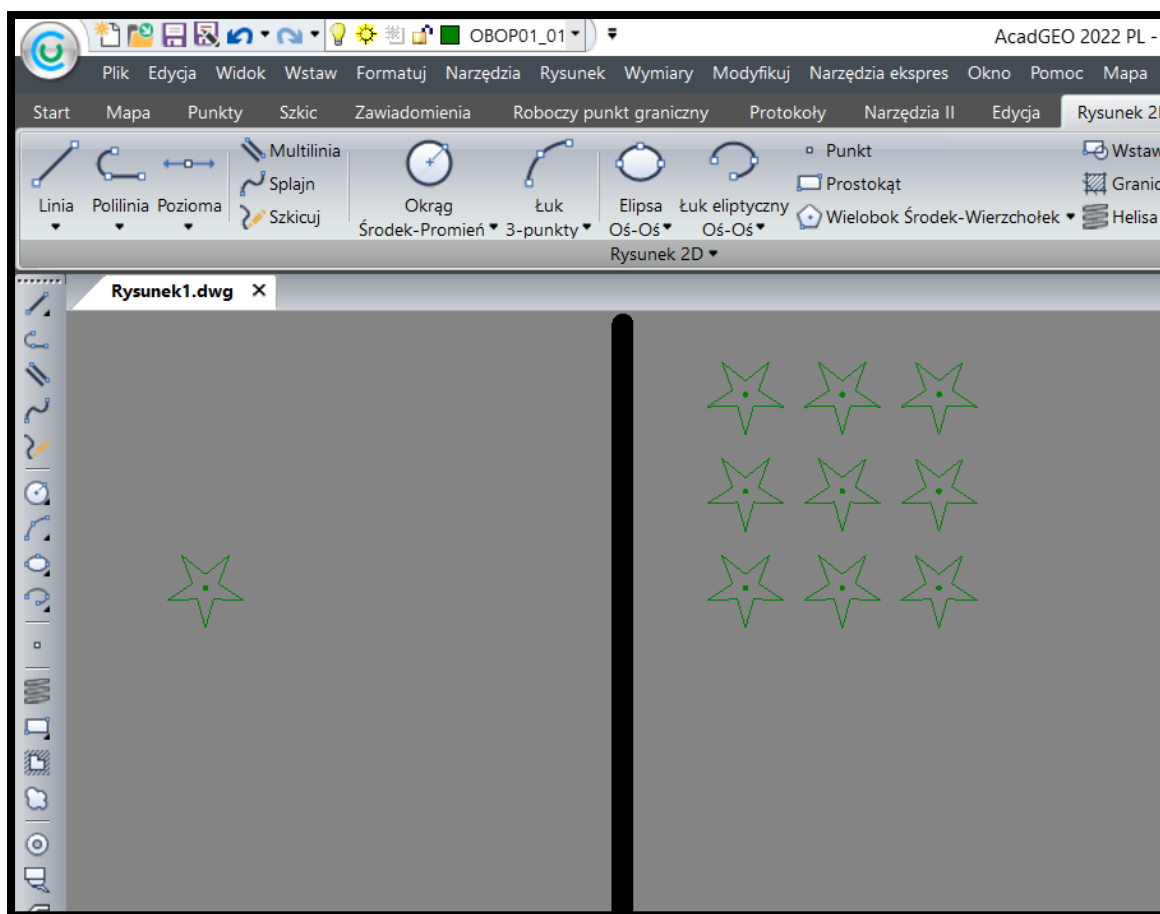 OBOP01_01
AcadGEO 2022 PL -
Plik Edycja Widok Wstaw Formatuj Narzędzia Rysunek Wymiary Modyfikuj Narzędzia ekspres Okno Pomoc Mapa
Start Mapa Punkty Szkic Zawiadomienia Roboczy punkt graniczny Protokoły Narzędzia II Edycja Rysunek 2
Linia
Polilinia
Pozioma
Multilinia
Splajn
Szkicuj
Okrąg
Środek-Promień
Łuk
3-punkty
Elipsa
Oś-Oś
Łuk eliptyczny
Oś-Oś
Punkt
Prostokąt
Wielobok Środek-Wierzchołek
Wstaw
Granic
Helisa
Rysunek 2D
Rysunek1.dwg